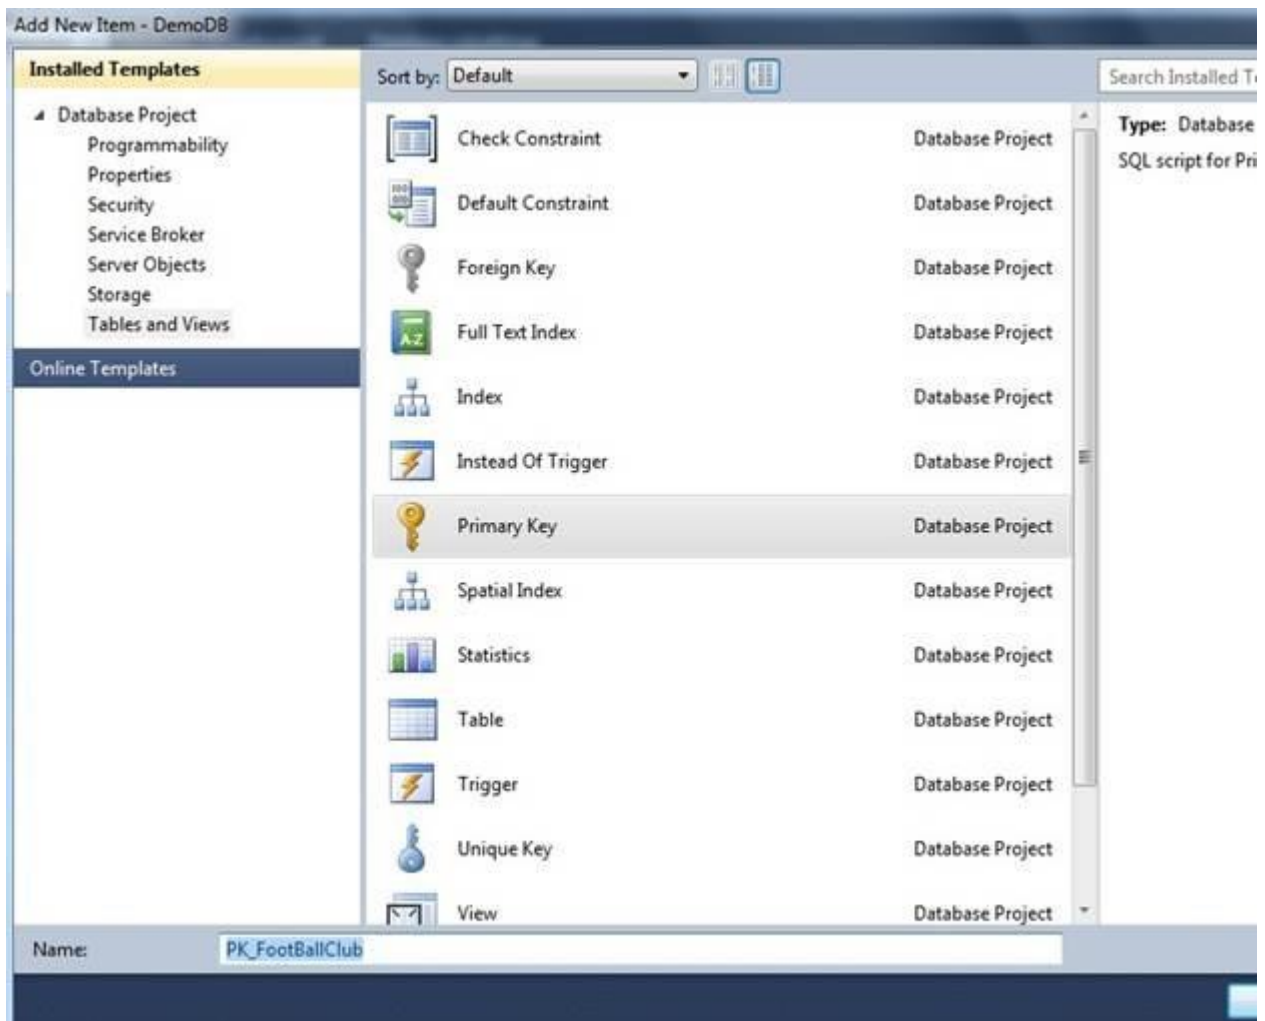 Add New Item - DemoDB
Installed Templates
Database Project
Programmability
Properties
Security
Service Broker
Server Objects
Storage
Tables and Views
Online Templates
Sort by: Default
Check Constraint Database Project
Default Constraint Database Project
Foreign Key Database Project
Full Text Index Database Project
Index Database Project
Instead Of Trigger Database Project
Primary Key Database Project
Spatial Index Database Project
Statistics Database Project
Table Database Project
Trigger Database Project
Unique Key Database Project
View Database Project
Search Installed T
Type: Database
SQL script for Pri
Name: PK_FootBallClub